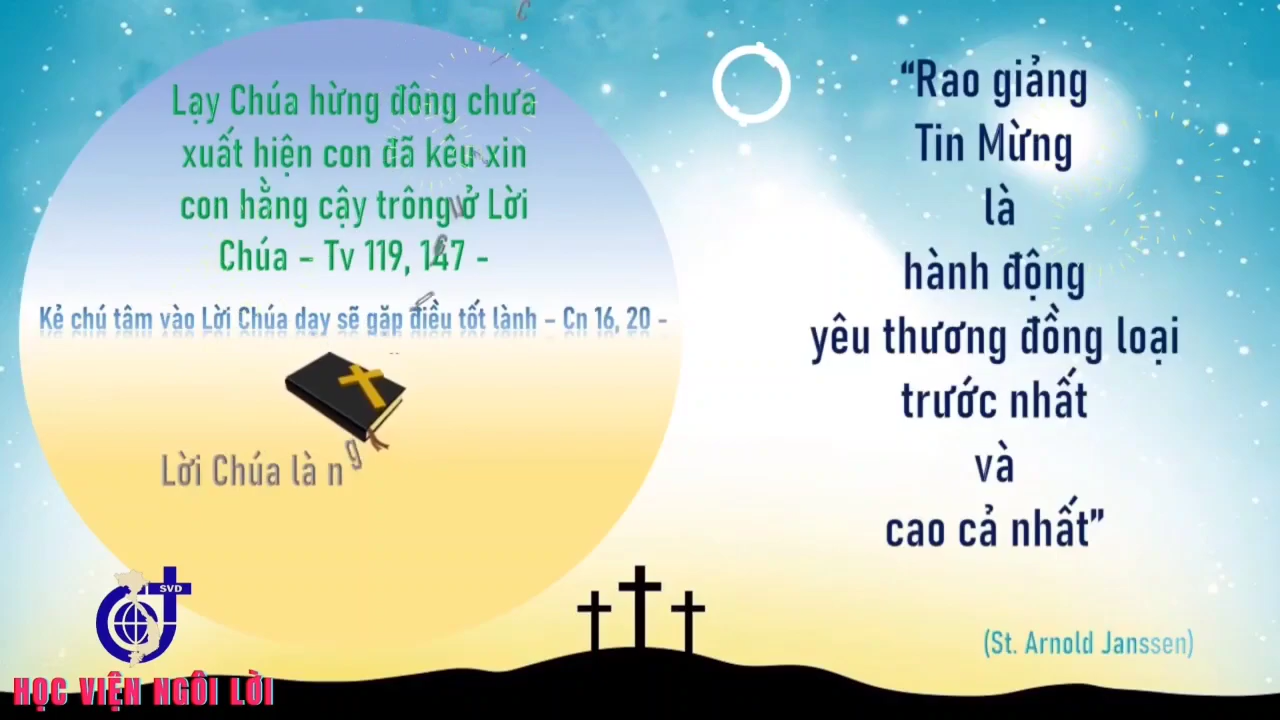 Lạy Chúa hừng đông chưa
xuất hiện con đã kêu xin
con hằng cậy trông ở Lời
Chúa – Tv 119, 147 -
Kẻ chú tâm vào Lời Chúa dạy sẽ gặp điều tốt lành – Cn 16, 20 -
Lời Chúa là ng
“Rao giảng
Tin Mừng
là
hành động
yêu thương đồng loại
trước nhất
và
cao cả nhất”
(St. Arnold Janssen)
SVD
HỌC VIỆN NGÔI LỜI